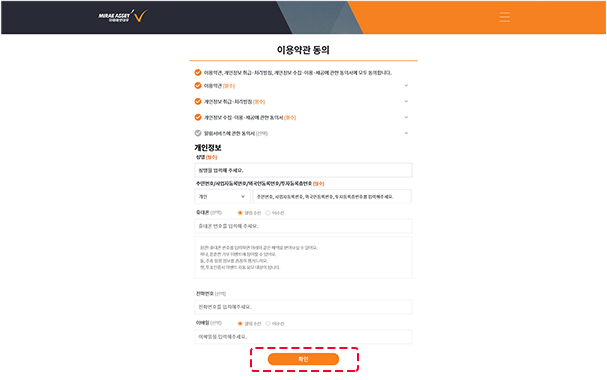 MIRAE ASSET
미래에셋대우
이용약관 동의
이용약관, 개인정보 취급·처리방침, 개인정보 수집·이용·제공에 관한 동의서에 모두 동의합니다.
이용약관 [필수]
개인정보 취급·처리방침 [필수]
개인정보 수집·이용·제공에 관한 동의서 [필수]
알림서비스에 관한 동의서 [선택]
개인정보
성명 [필수]
성명을 입력해 주세요.
주민번호/사업자등록번호/외국인등록번호/투자등록증번호 [필수]
개인 주민번호, 사업자등록번호, 외국인등록번호, 투자등록증번호를 입력해주세요.
휴대폰 [선택] 알림 수신 미수신
휴대폰 번호를 입력해 주세요.
전화번호 [선택]
전화번호를 입력해주세요.
이메일 [선택] 알림 수신 미수신
이메일을 입력해 주세요.
확인